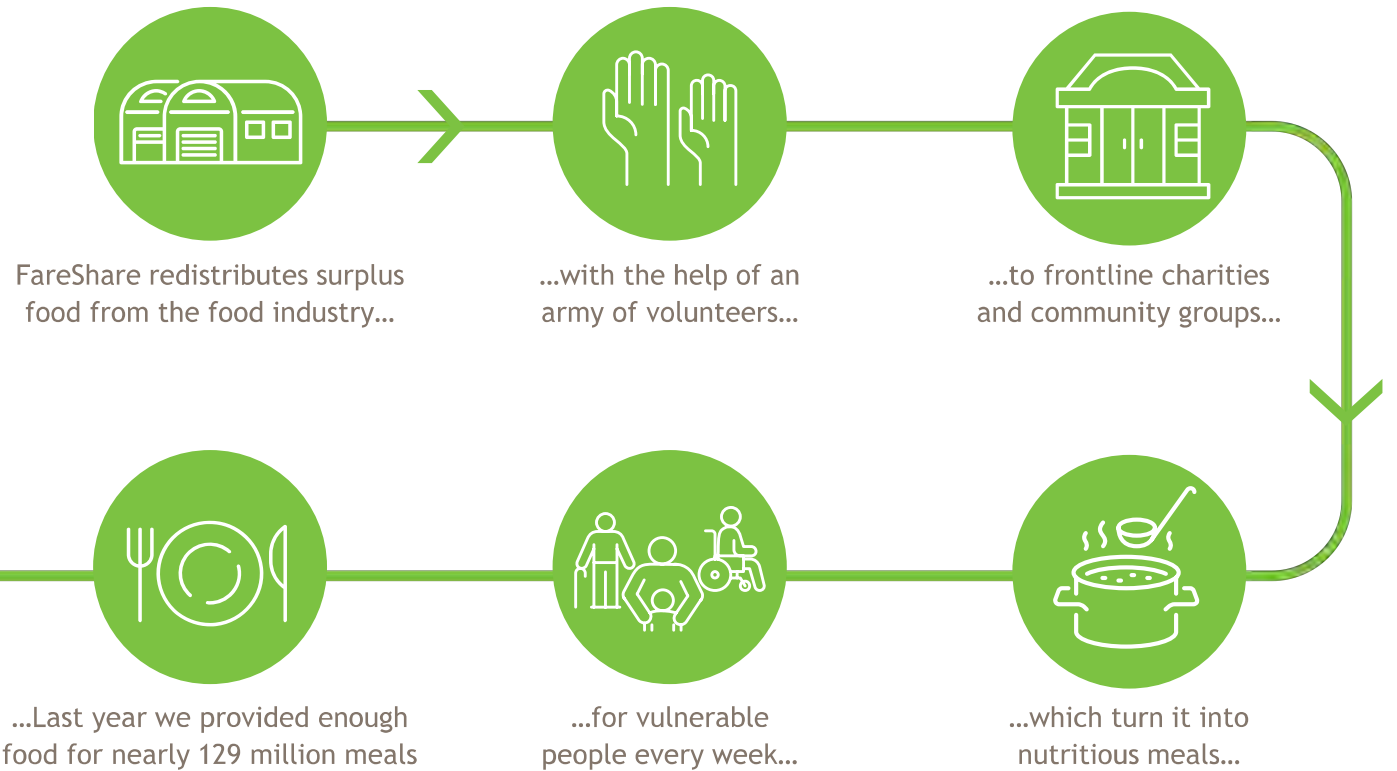 FareShare redistributes surplus
food from the food industry…
…with the help of an
army of volunteers…
…to frontline charities
and community groups…
…which turn it into
nutritious meals…
…for vulnerable
people every week…
…Last year we provided enough
food for nearly 129 million meals